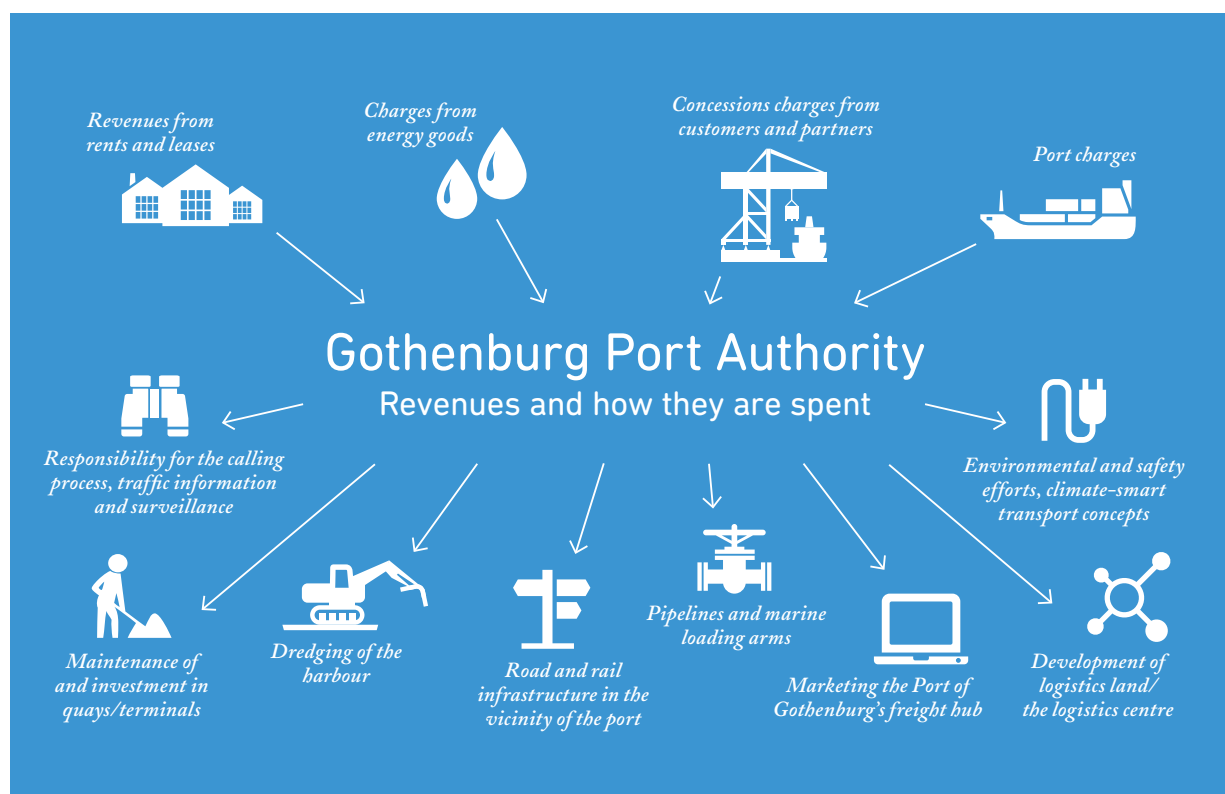 Revenues from
rents and leases
Charges from
energy goods
Concessions charges from
customers and partners
Port charges
Gothenburg Port Authority
Revenues and how they are spent
Responsibility for the calling
process, traffic information
and surveillance
Environmental and safety
efforts, climate-smart
transport concepts
Maintenance of
and investment in
quays/terminals
Dredging of the
harbour
Road and rail
infrastructure in the
vicinity of the port
Pipelines and marine
loading arms
Marketing the Port of
Gothenburg's freight hub
Development of
logistics land/
the logistics centre